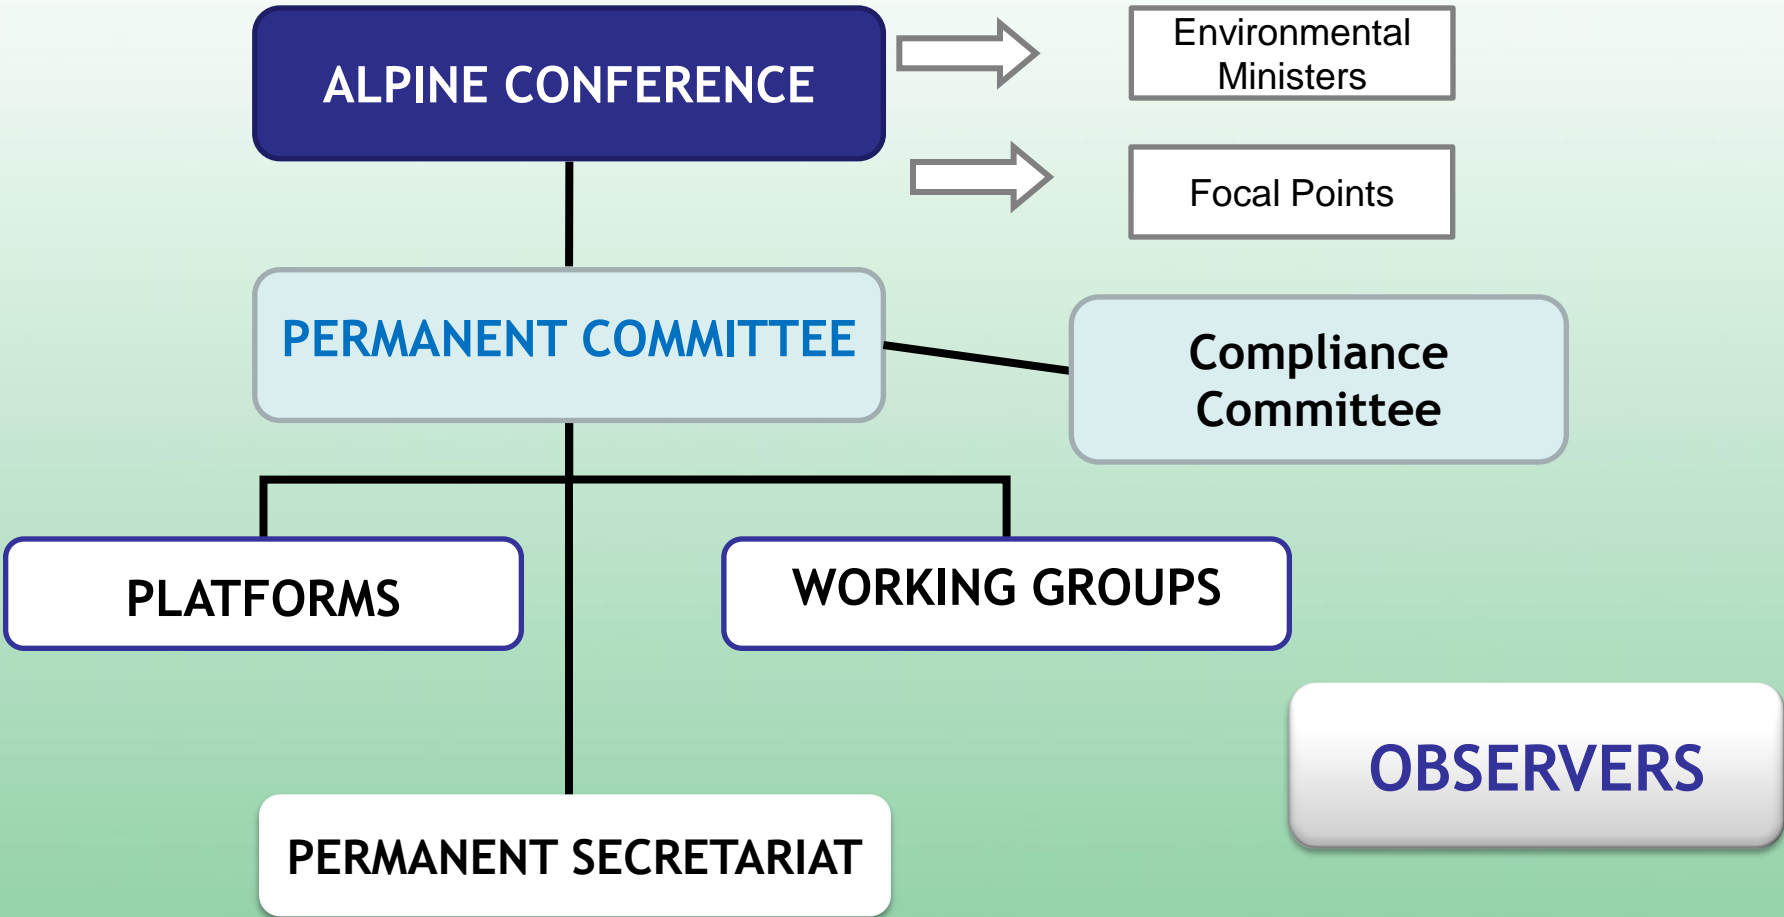 ALPINE CONFERENCE
Environmental
Ministers
Focal Points
PERMANENT COMMITTEE
Compliance
Committee
PLATFORMS
WORKING GROUPS
OBSERVERS
PERMANENT SECRETARIAT